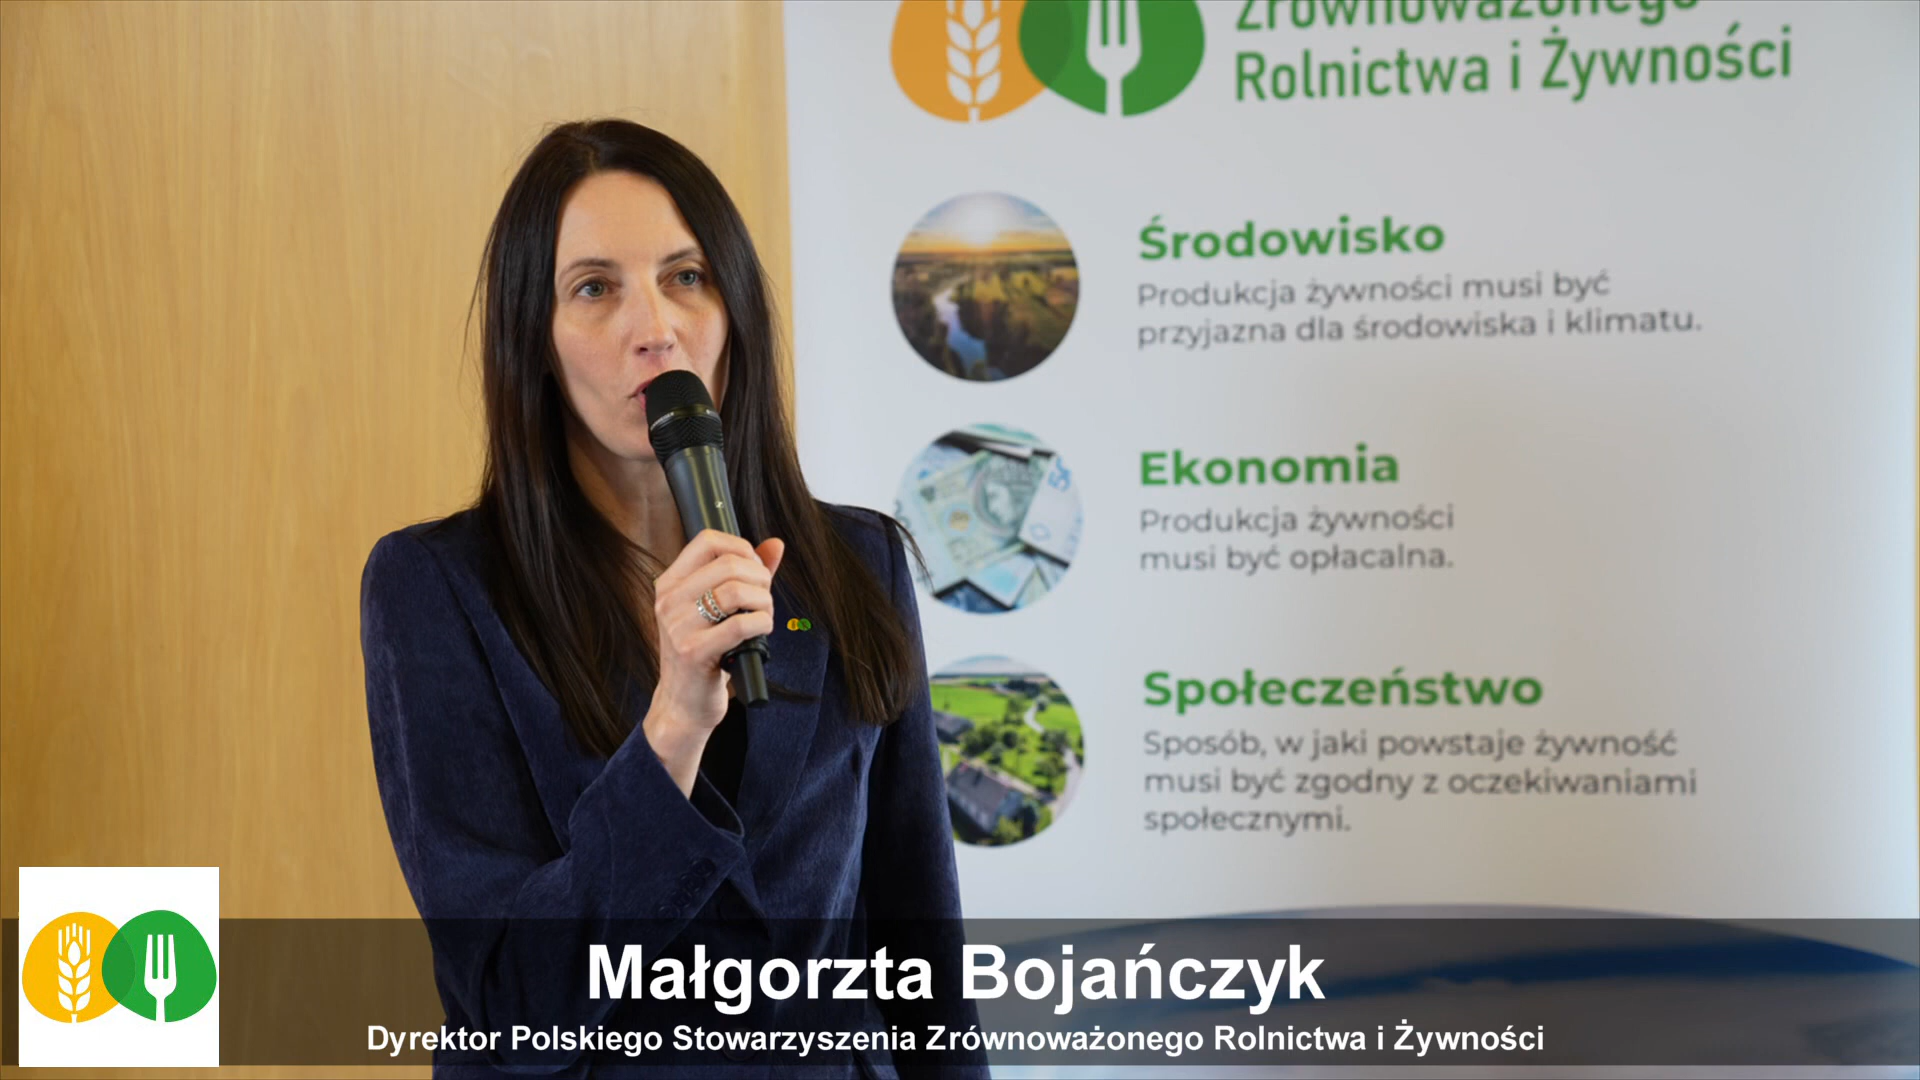 Zrównoważonego
Rolnictwa i Żywności
Środowisko
Produkcja żywności musi być
przyjazna dla środowiska i klimatu.
Ekonomia
Produkcja żywności
musi być opłacalna.
Społeczeństwo
Sposób, w jaki powstaje żywność
musi być zgodny z oczekiwaniami
społecznymi.
Małgorzta Bojańczyk
Dyrektor Polskiego Stowarzyszenia Zrównoważonego Rolnictwa i Żywności